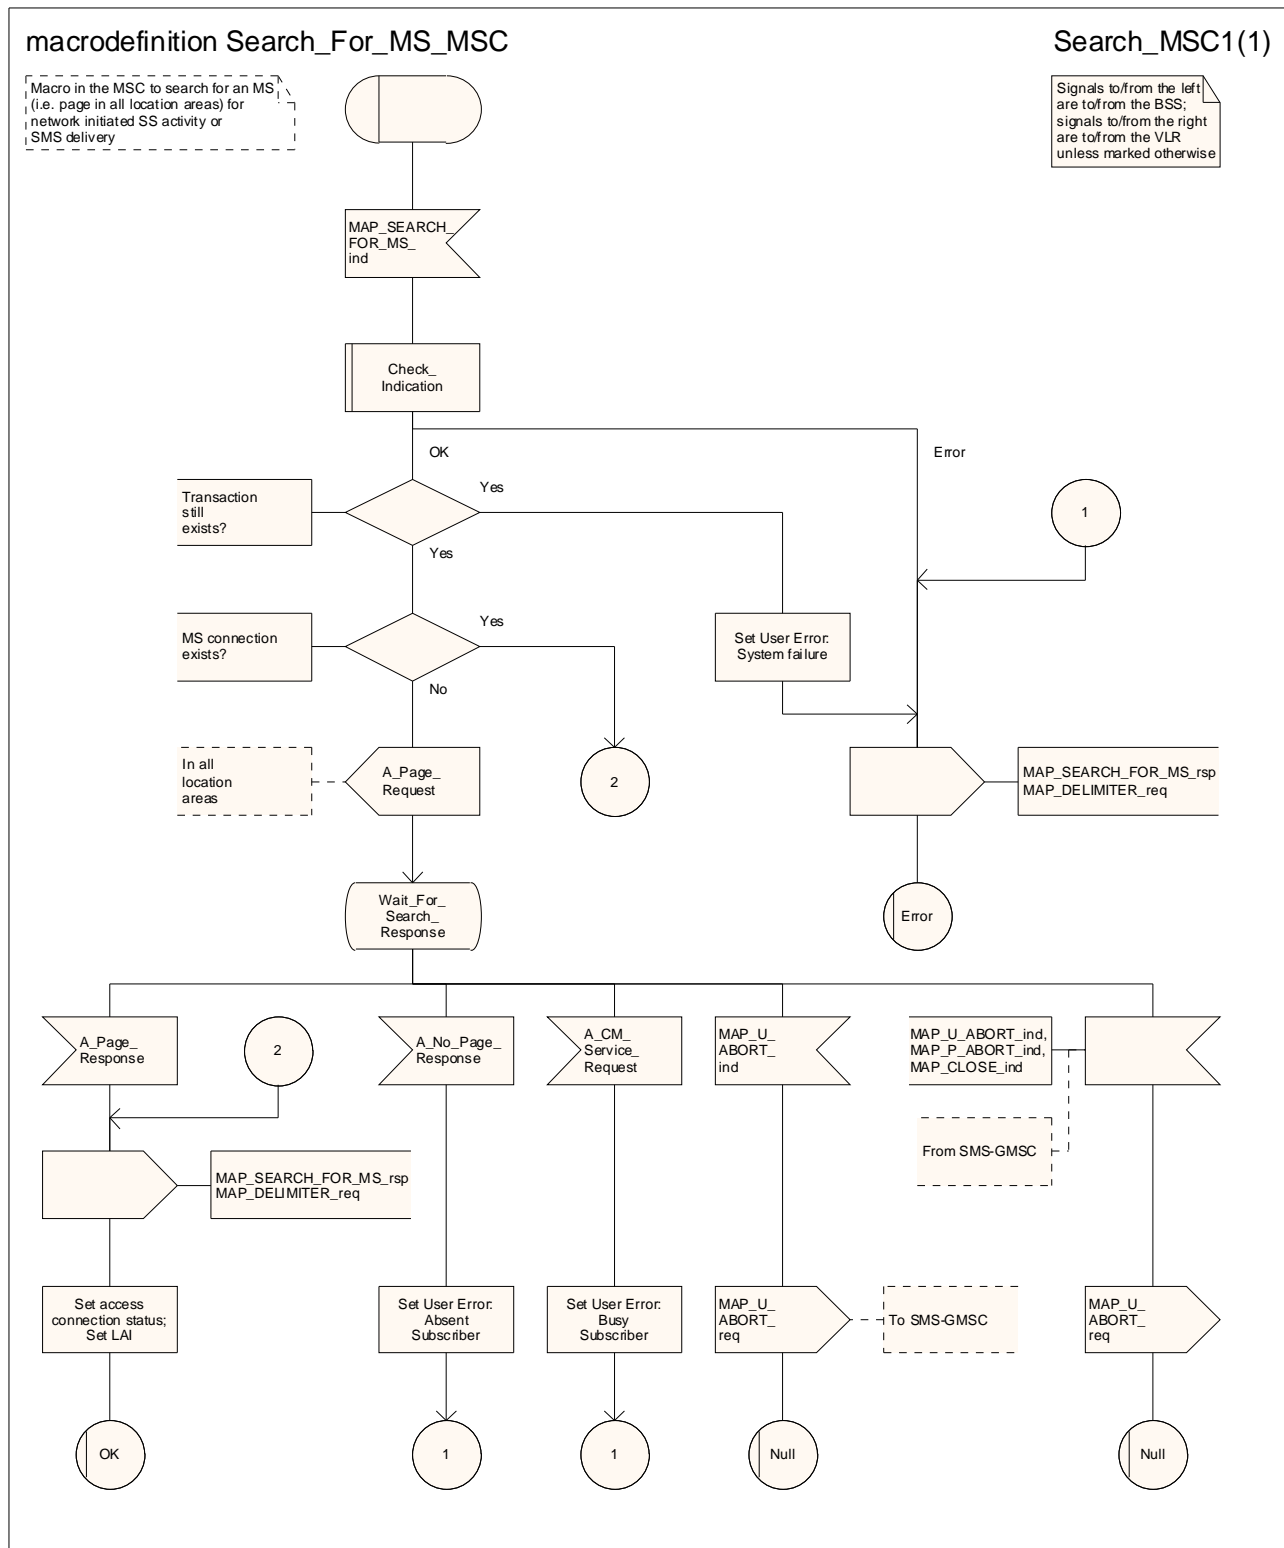 macrodefinition Search_For_MS_MSC
Search_MSC1(1)
Macro in the MSC to search for an MS
(i.e. page in all location areas) for
network initiated SS activity or
SMS delivery
Signals to/from the left
are to/from the BSS;
signals to/from the right
are to/from the VLR
unless marked otherwise
MAP_SEARCH_
FOR_MS_
ind
Check_
Indication
OK
Error
Transaction
still
exists?
Yes
Yes
1
MS connection
exists?
Yes
No
Set User Error:
System failure
In all
location
areas
A_Page_
Request
2
MAP_SEARCH_FOR_MS_rsp
MAP_DELIMITER_req
Wait_For_
Search_
Response
Error
A_Page_
Response
2
A_No_Page_
Response
A_CM_
Service_
Request
MAP_U_
ABORT_
ind
MAP_U_ABORT_ind,
MAP_P_ABORT_ind,
MAP_CLOSE_ind
From SMS-GMSC
MAP_SEARCH_FOR_MS_rsp
MAP_DELIMITER_req
Set access
connection status;
Set LAI
Set User Error:
Absent
Subscriber
Set User Error:
Busy
Subscriber
MAP_U_
ABORT_
req
To SMS-GMSC
MAP_U_
ABORT_
req
OK
1
1
Null
Null